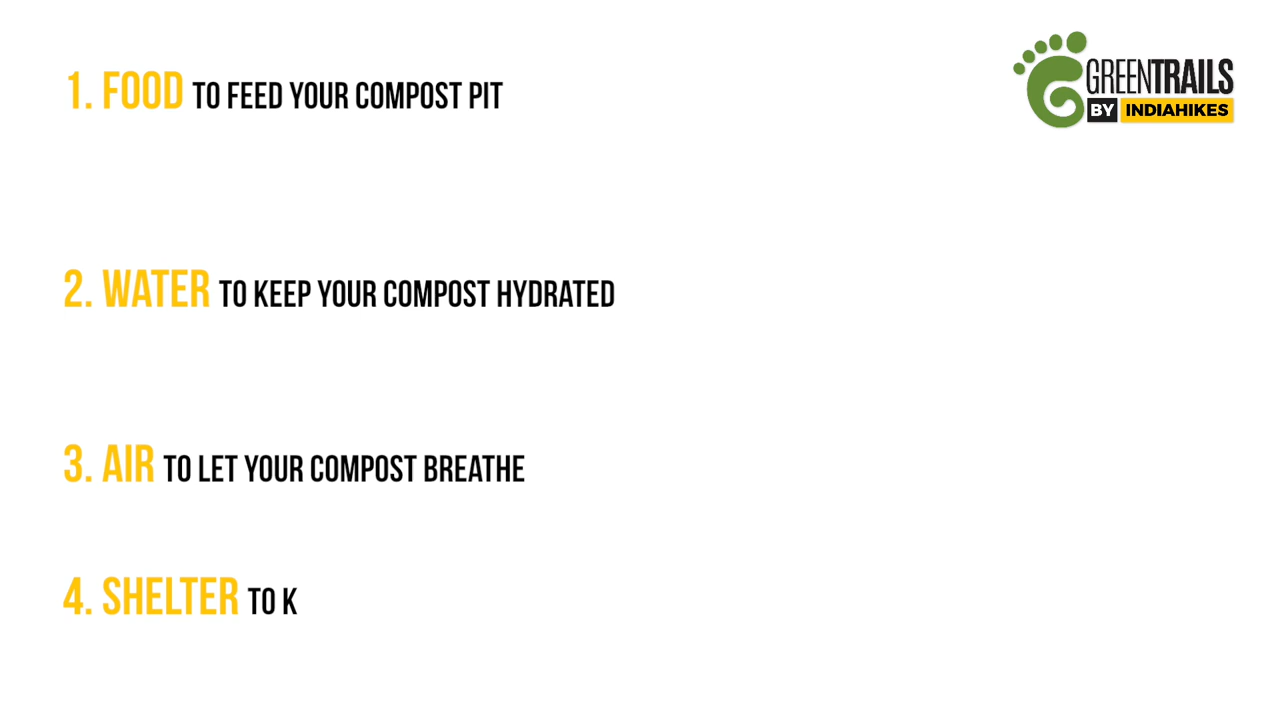 1. FOOD TO FEED YOUR COMPOST PIT
GREENTRAILS
BY INDIAHIKES
2. WATER TO KEEP YOUR COMPOST HYDRATED
3. AIR TO LET YOUR COMPOST BREATHE
4. SHELTER TO K